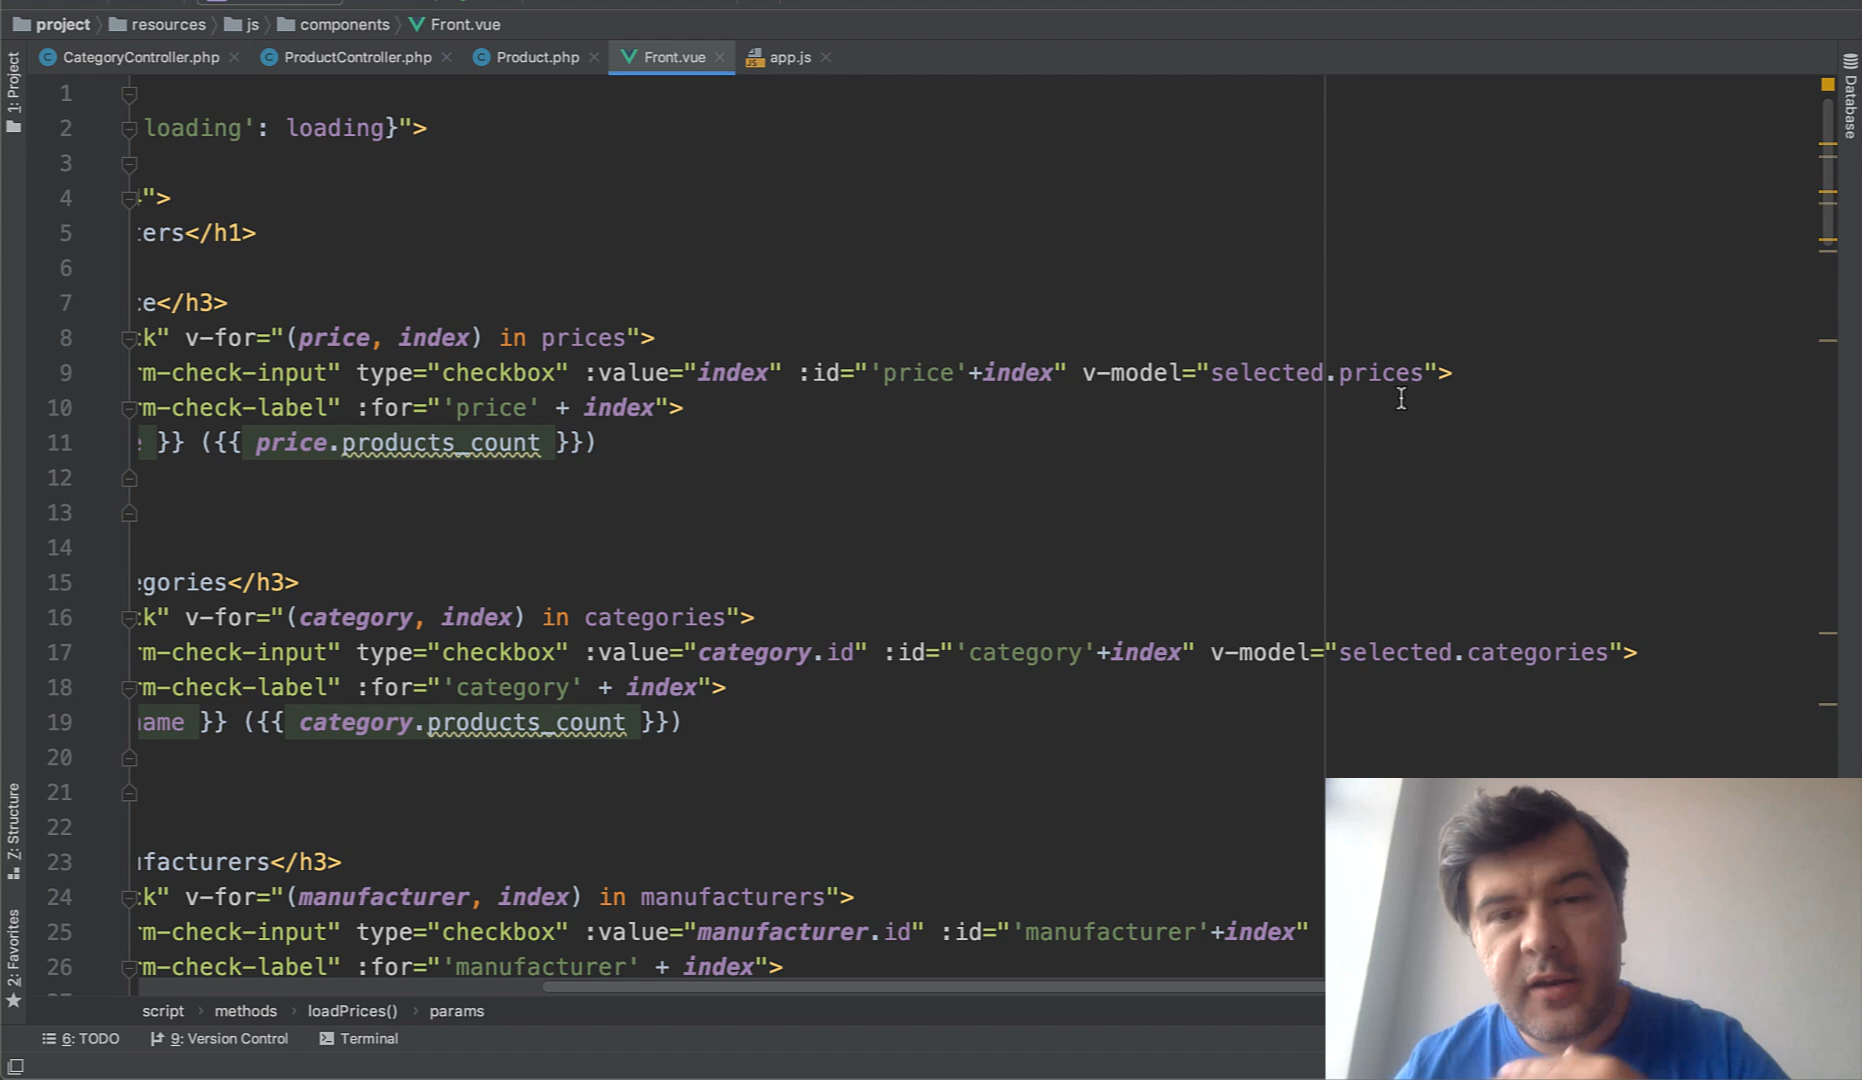 project resources js components Front.vue
CategoryController.php ProductController.php Product.php Front.vue app.js
1: Project
Database
1
2 loading': loading}">
3
4 ">
5 ers</h1>
6
7 e</h3>
8 k" v-for="(price, index) in prices">
9 m-check-input" type="checkbox" :value="index" :id="'price'+index" v-model="selected.prices">
10 m-check-label" :for="'price' + index">
11 }} ({{ price.products_count }})
12
13
14
15 egories</h3>
16 k" v-for="(category, index) in categories">
17 m-check-input" type="checkbox" :value="category.id" :id="'category'+index" v-model="selected.categories">
18 m-check-label" :for="'category' + index">
19 name }} ({{ category.products_count }})
20
21
22
23 facturers</h3>
24 k" v-for="(manufacturer, index) in manufacturers">
25 m-check-input" type="checkbox" :value="manufacturer.id" :id="'manufacturer'+index"
26 m-check-label" :for="'manufacturer' + index">
Z: Structure
2: Favorites
script methods loadPrices() params
6: TODO 9: Version Control Terminal